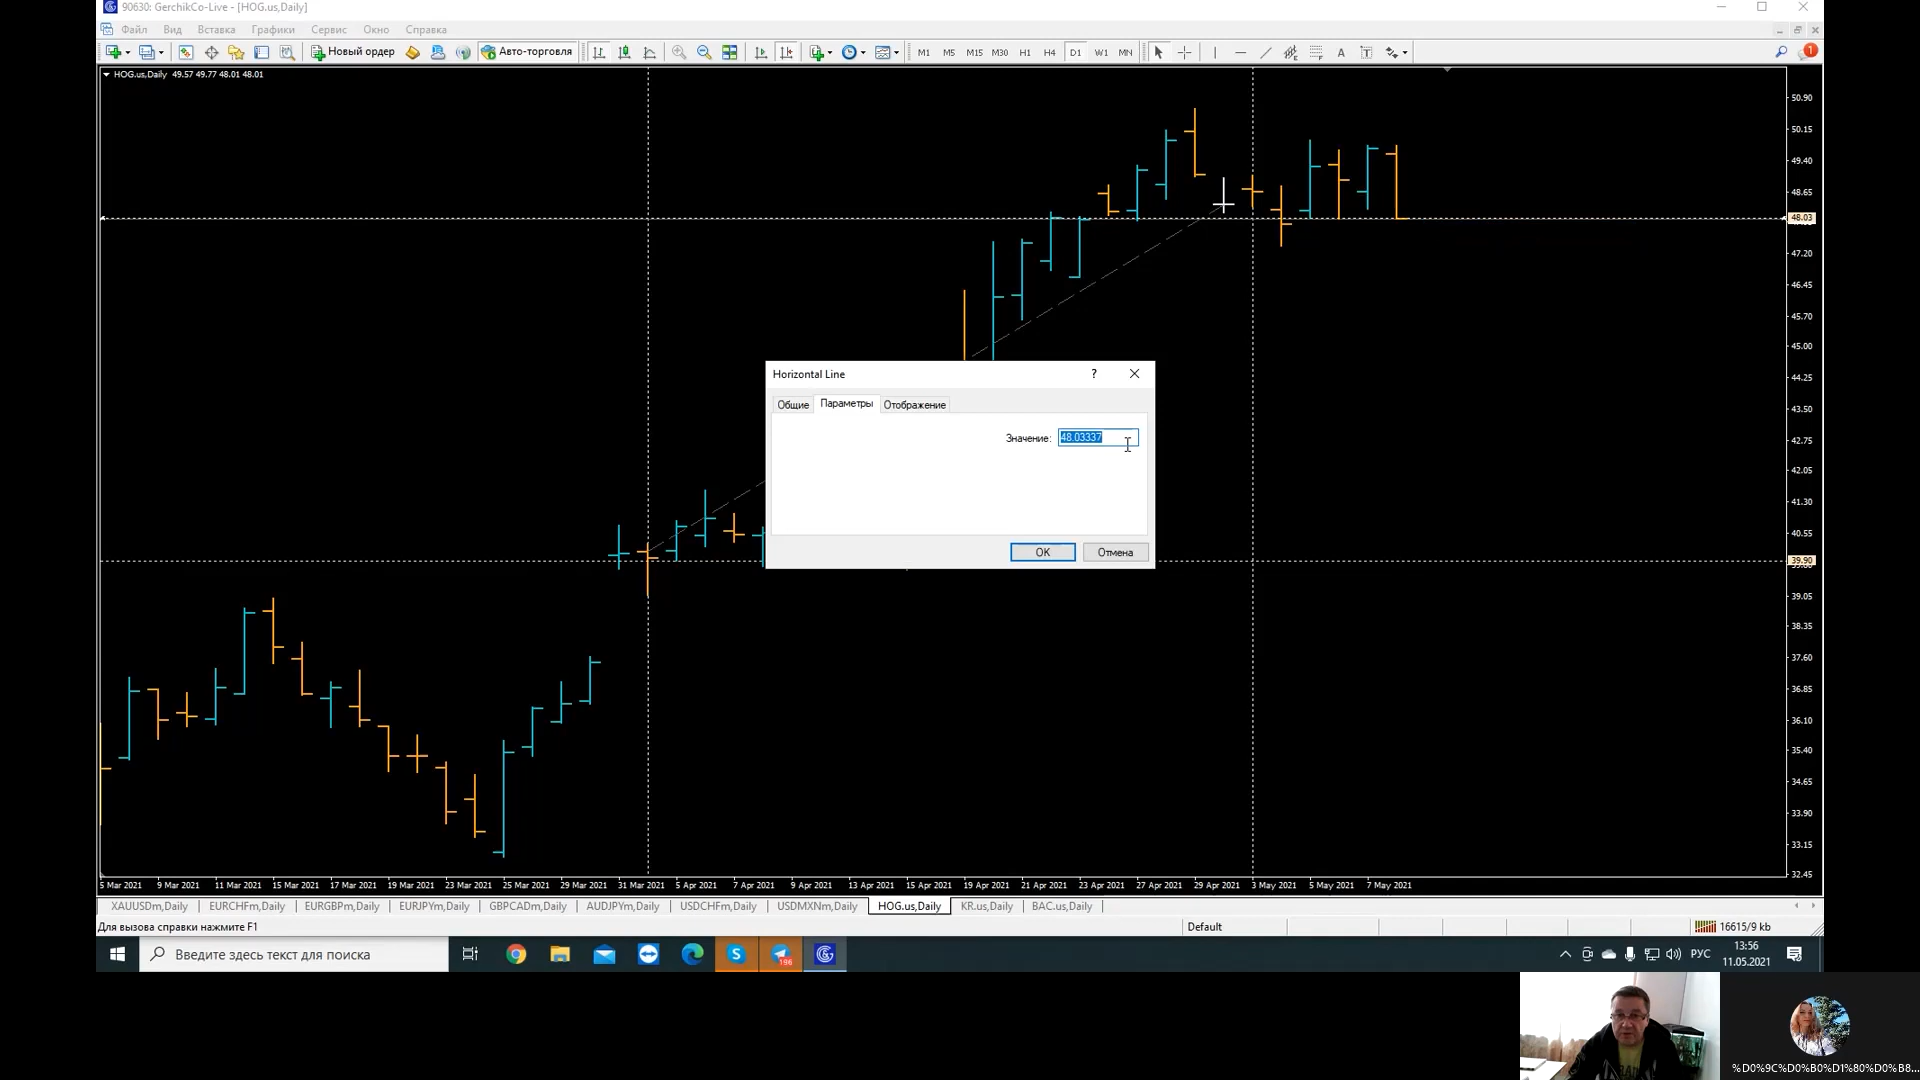 90630: GerchikCo-Live - [HOG.us,Daily]
Файл Вид Вставка Графики Сервис Окно Справка
Новый ордер Авто-торговля M1 M5 M15 M30 H1 H4 D1 W1 MN A T 1
HOG.us,Daily 49.57 49.77 48.01 48.01
50.90
50.15
49.40
48.65
48.03
47.20
46.45
45.70
45.00
44.25
43.50
42.75
42.05
41.30
40.55
39.90
39.05
38.35
37.60
36.85
36.10
35.40
34.65
33.90
33.15
32.45
Horizontal Line ?
Общие Параметры Отображение
Значение: 48.03337
OK Отмена
5 Mar 2021 9 Mar 2021 11 Mar 2021 15 Mar 2021 17 Mar 2021 19 Mar 2021 23 Mar 2021 25 Mar 2021 29 Mar 2021 31 Mar 2021 5 Apr 2021 7 Apr 2021 9 Apr 2021 13 Apr 2021 15 Apr 2021 19 Apr 2021 21 Apr 2021 23 Apr 2021 27 Apr 2021 29 Apr 2021 3 May 2021 5 May 2021 7 May 2021
XAUUSDm,Daily EURCHFm,Daily EURGBPm,Daily EURJPYm,Daily GBPCADm,Daily AUDJPYm,Daily USDCHFm,Daily USDMXNm,Daily HOG.us,Daily KR.us,Daily BAC.us,Daily
Для вызова справки нажмите F1 Default 16615/9 kb
Введите здесь текст для поиска 196 РУС 13:56
11.05.2021
%D0%9C%D0%B0%D1%80%D0%B8...